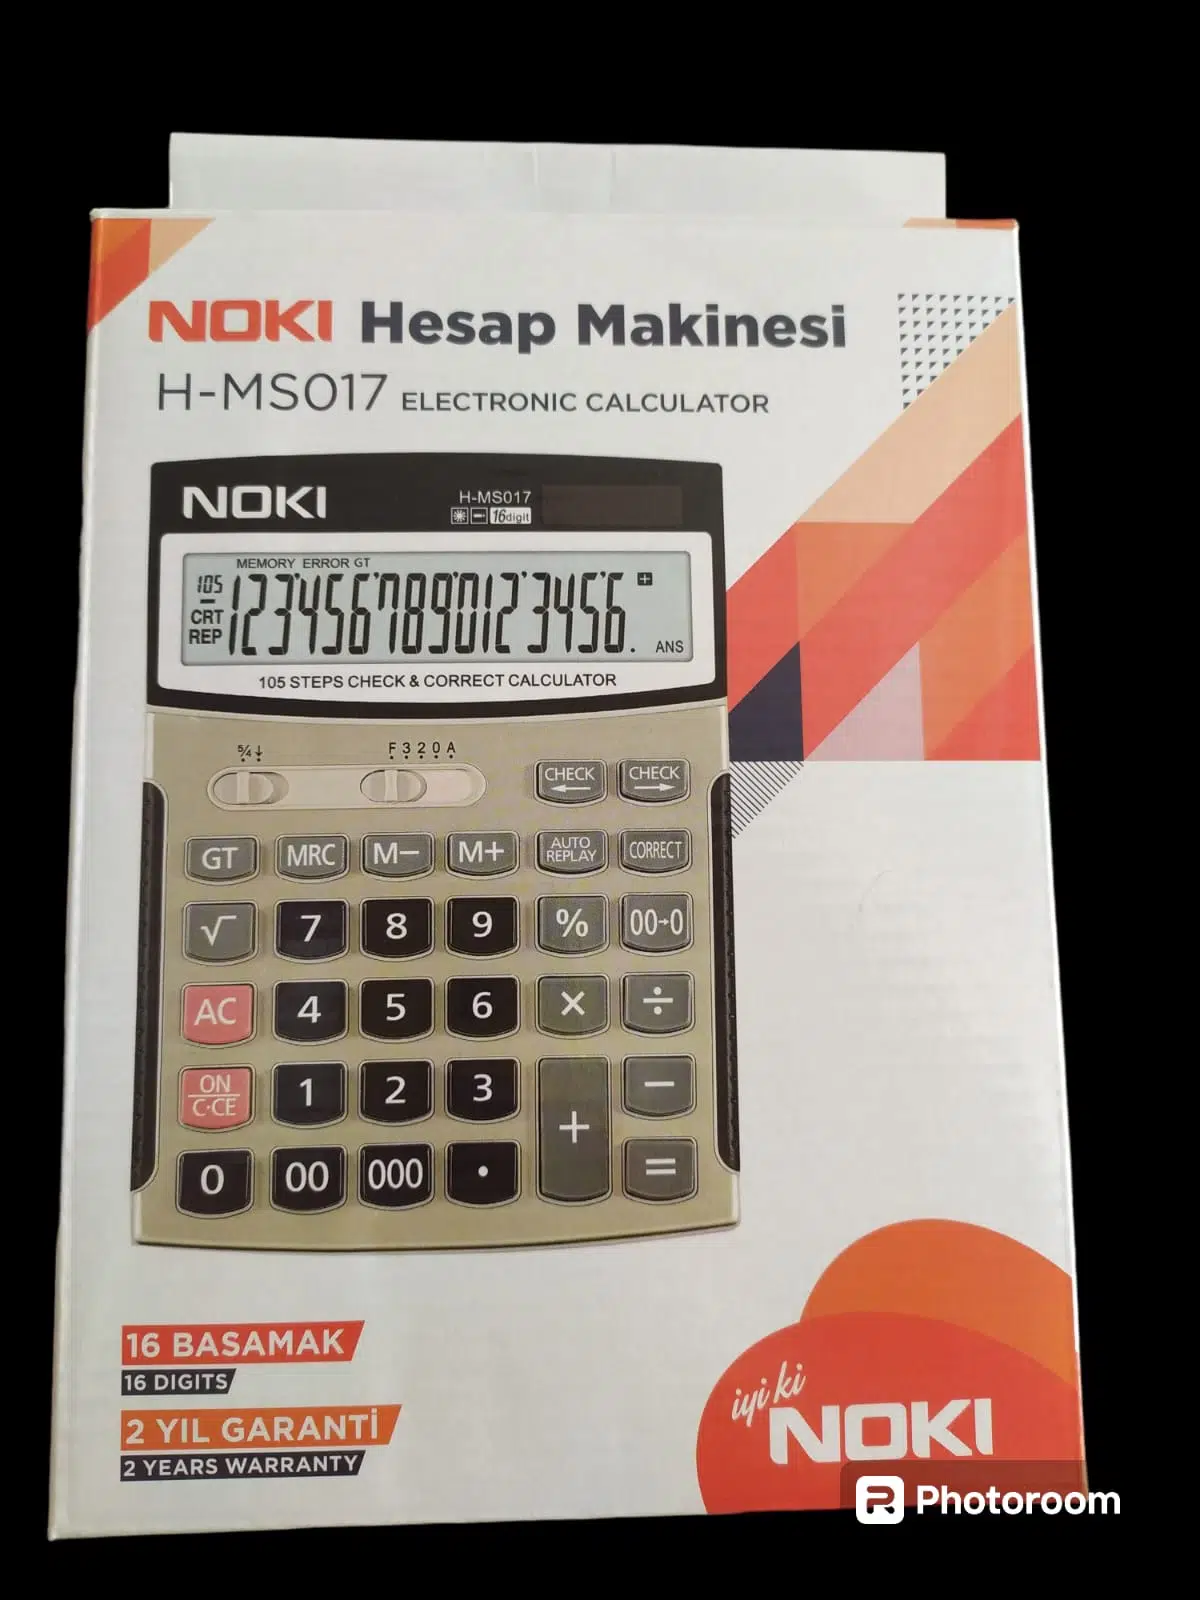 NOKI Hesap Makinesi
H-MS017 ELECTRONIC CALCULATOR
NOKI
H-MS017
16digit
MEMORY ERROR GT
105
CRT
REP
1234567890123456.
ANS
105 STEPS CHECK & CORRECT CALCULATOR
5/4 ↓
F 3 2 0 A
CHECK ← CHECK →
GT MRC M− M+ AUTO REPLAY CORRECT
√ 7 8 9 % 00→0
AC 4 5 6 × ÷
ON C·CE 1 2 3 + −
0 00 000 · =
16 BASAMAK
16 DIGITS
2 YIL GARANTİ
2 YEARS WARRANTY
iyi ki
NOKI
Photoroom